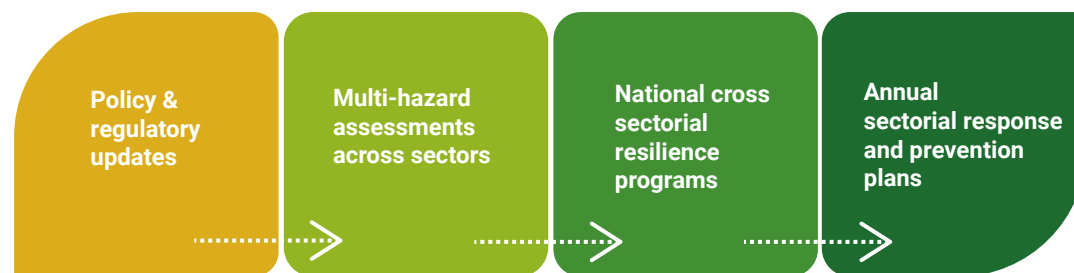 Policy &
regulatory
updates
Multi-hazard
assessments
across sectors
National cross
sectorial
resilience
programs
Annual
sectorial response
and prevention
plans